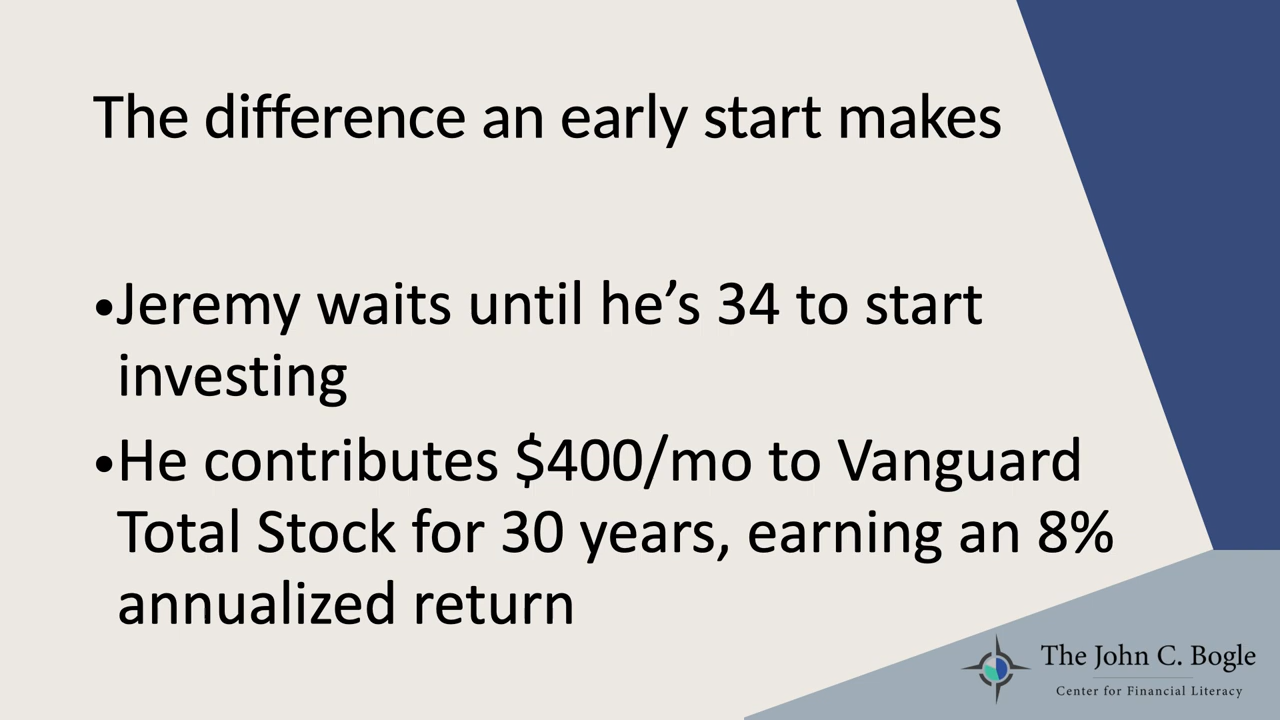 The difference an early start makes
•Jeremy waits until he’s 34 to start
investing
•He contributes $400/mo to Vanguard
Total Stock for 30 years, earning an 8%
annualized return
The John C. Bogle
Center for Financial Literacy